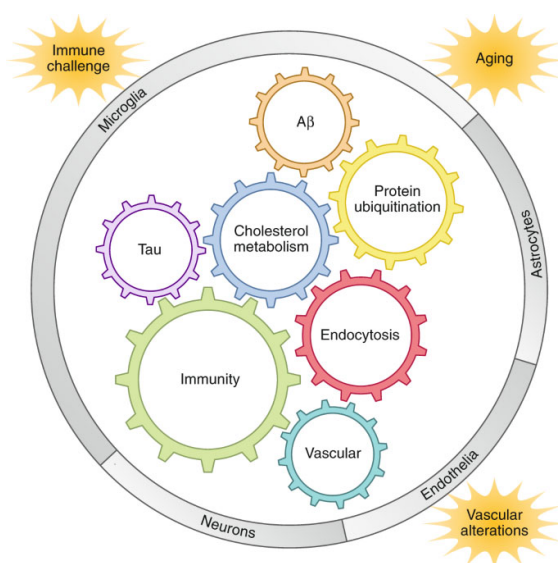 Immune
challenge
Aging
Microglia
Aβ
Protein
ubiquitination
Astrocytes
Tau
Cholesterol
metabolism
Endocytosis
Immunity
Vascular
Endothelia
Neurons
Vascular
alterations